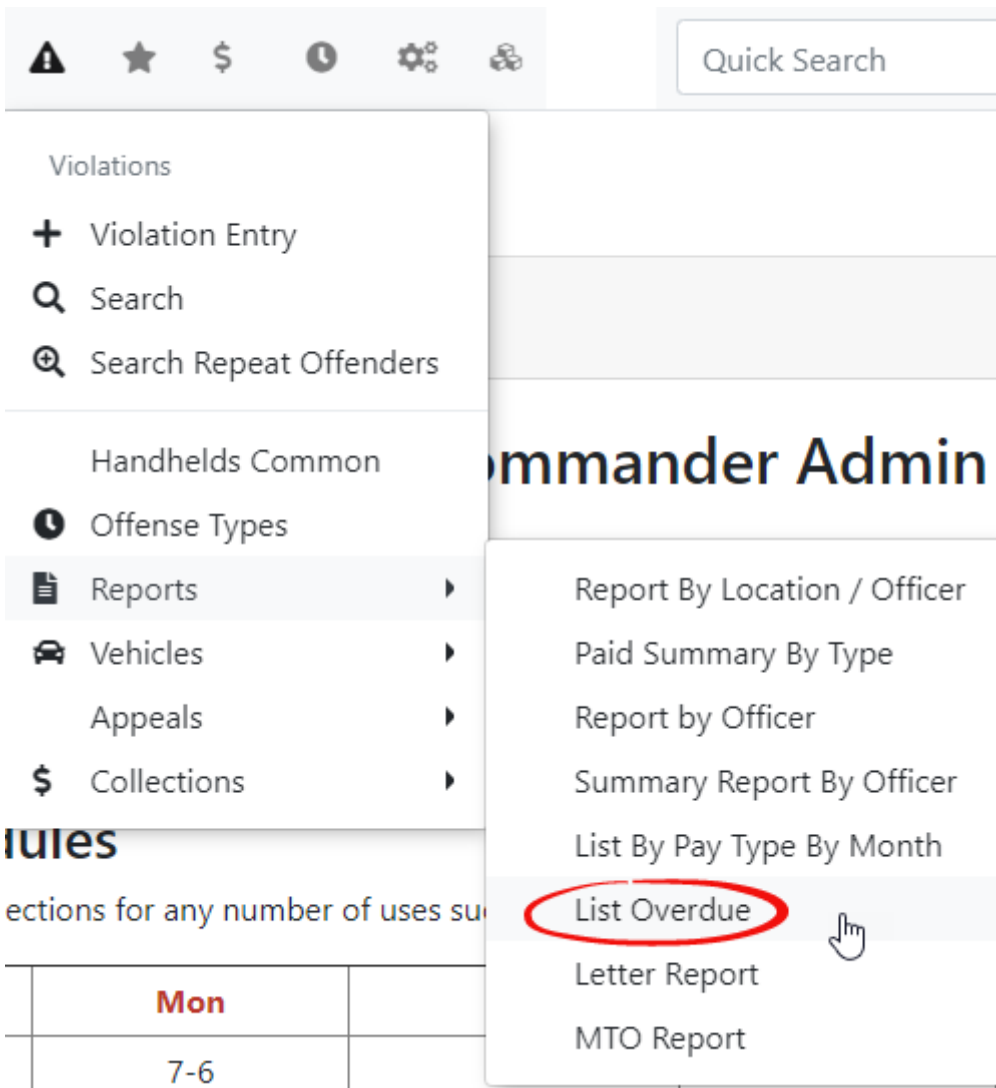 $
Quick Search
Violations
Violation Entry
Search
Search Repeat Offenders
Handhelds Common
Offense Types
Reports
Vehicles
Appeals
$ Collections
ommander Admin
Report By Location / Officer
Paid Summary By Type
Report by Officer
Summary Report By Officer
List By Pay Type By Month
List Overdue
Letter Report
MTO Report
dules
ections for any number of uses su
Mon
7-6